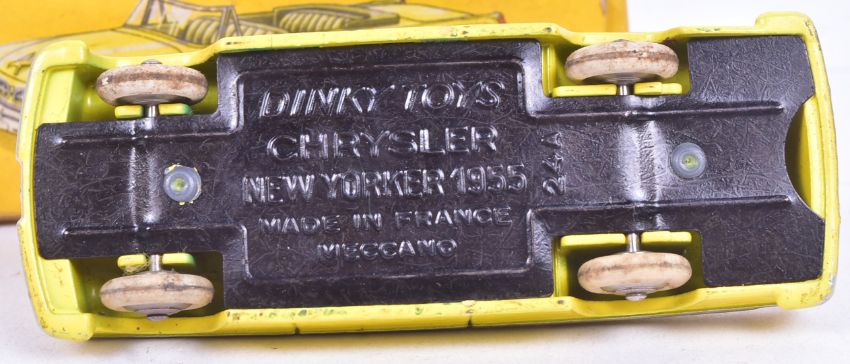 DINKY TOYS
CHRYSLER
NEW YORKER 1955
MADE IN FRANCE
MECCANO
24A